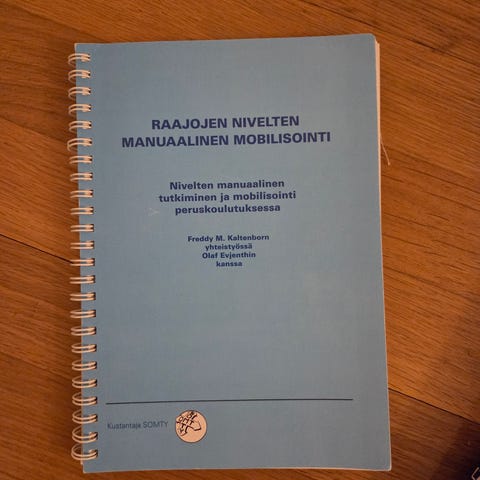 RAAJOJEN NIVELTEN
MANUAALINEN MOBILISOINTI
Nivelten manuaalinen
tutkiminen ja mobilisointi
peruskoulutuksessa
Freddy M. Kaltenborn
yhteistyössä
Olaf Evjenthin
kanssa
Kustantaja SOMTY